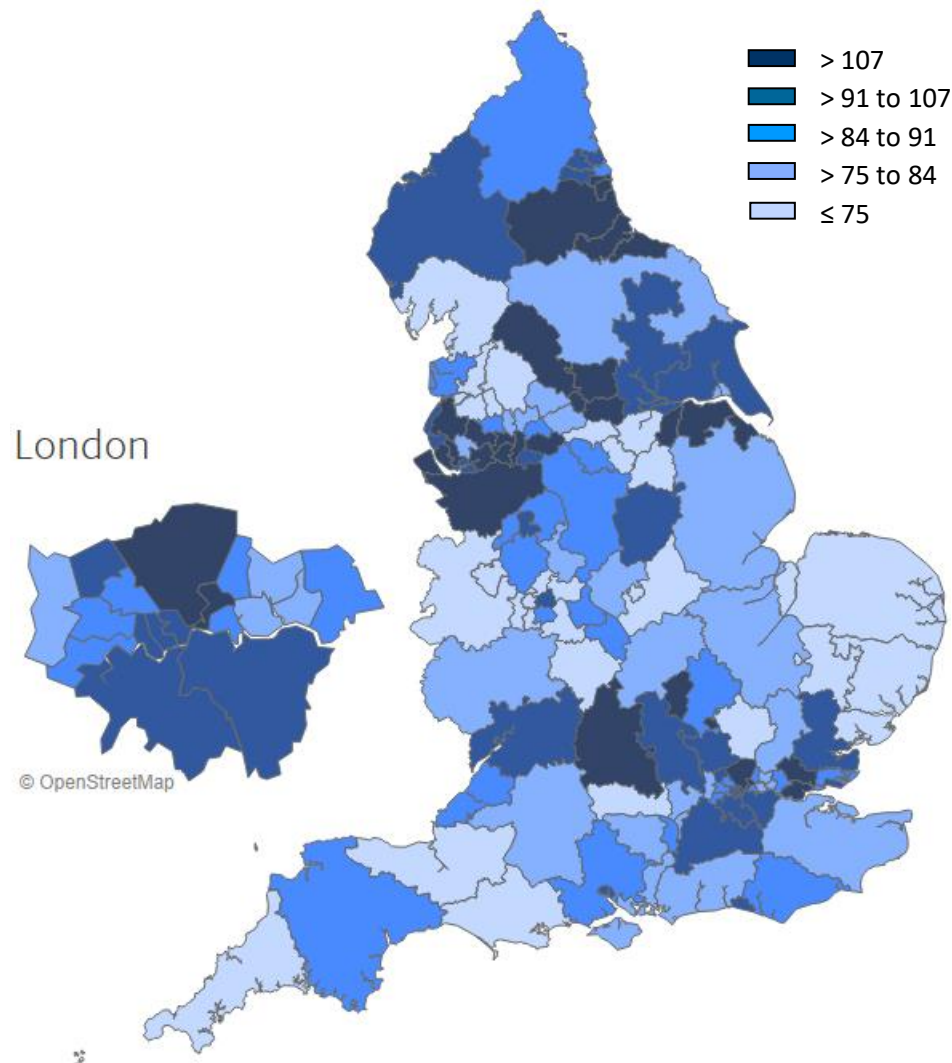 > 107
> 91 to 107
> 84 to 91
> 75 to 84
≤ 75
London
© OpenStreetMap